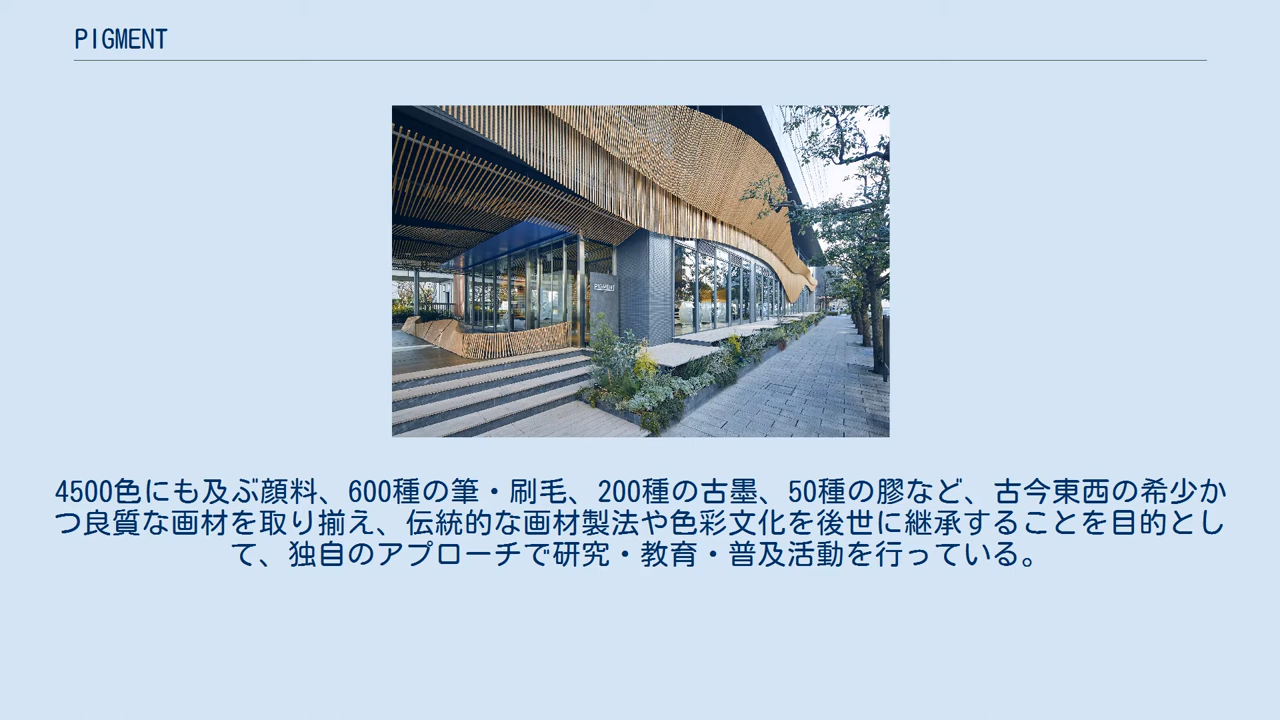 PIGMENT
PIGMENT
4500色にも及ぶ顔料、600種の筆・刷毛、200種の古墨、50種の膠など、古今東西の希少か
つ良質な画材を取り揃え、伝統的な画材製法や色彩文化を後世に継承することを目的とし
て、独自のアプローチで研究・教育・普及活動を行っている。